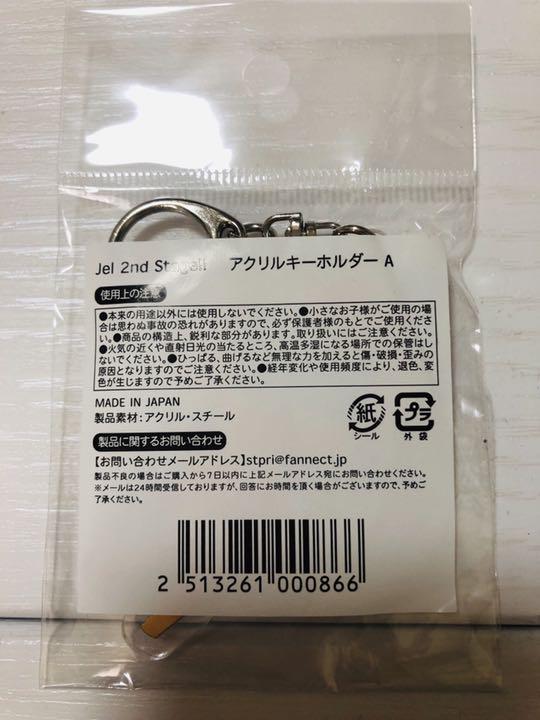 Jel 2nd Stage!! アクリルキーホルダー A
使用上の注意
●本来の用途以外には使用しないでください。●小さなお子様がご使用の場
合は思わぬ事故の恐れがありますので、必ず保護者様のもとでご使用くださ
い。●商品の構造上、鋭利な部分があります。取り扱いにはご注意ください。
●火気の近くや直射日光の当たるところ、高温多湿になる場所での保管はし
ないでください。●ひっぱる、曲げるなど無理な力を加えると傷・破損・歪みの
原因となりますのでご注意ください。●経年変化や使用頻度により、退色、変
色が生じますので予めご了承ください。
MADE IN JAPAN
製品素材：アクリル・スチール
紙
シール
プラ
外袋
製品に関するお問い合わせ
【お問い合わせメールアドレス】stpri@fannect.jp
製品不良の場合はご購入から7日以内に上記メールアドレス宛にお問い合わせください。
※メールは24時間受信しておりますが、回答にお時間を頂く場合がございますので、予めご
了承ください。
2 513261 000866